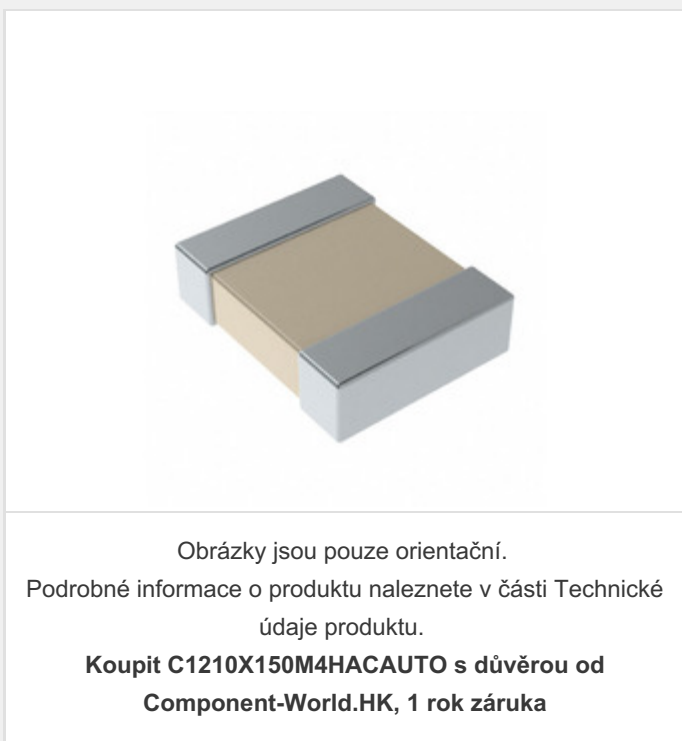 Obrázky jsou pouze orientační.
Podrobné informace o produktu naleznete v části Technické
údaje produktu.
Koupit C1210X150M4HACAUTO s důvěrou od
Component-World.HK, 1 rok záruka